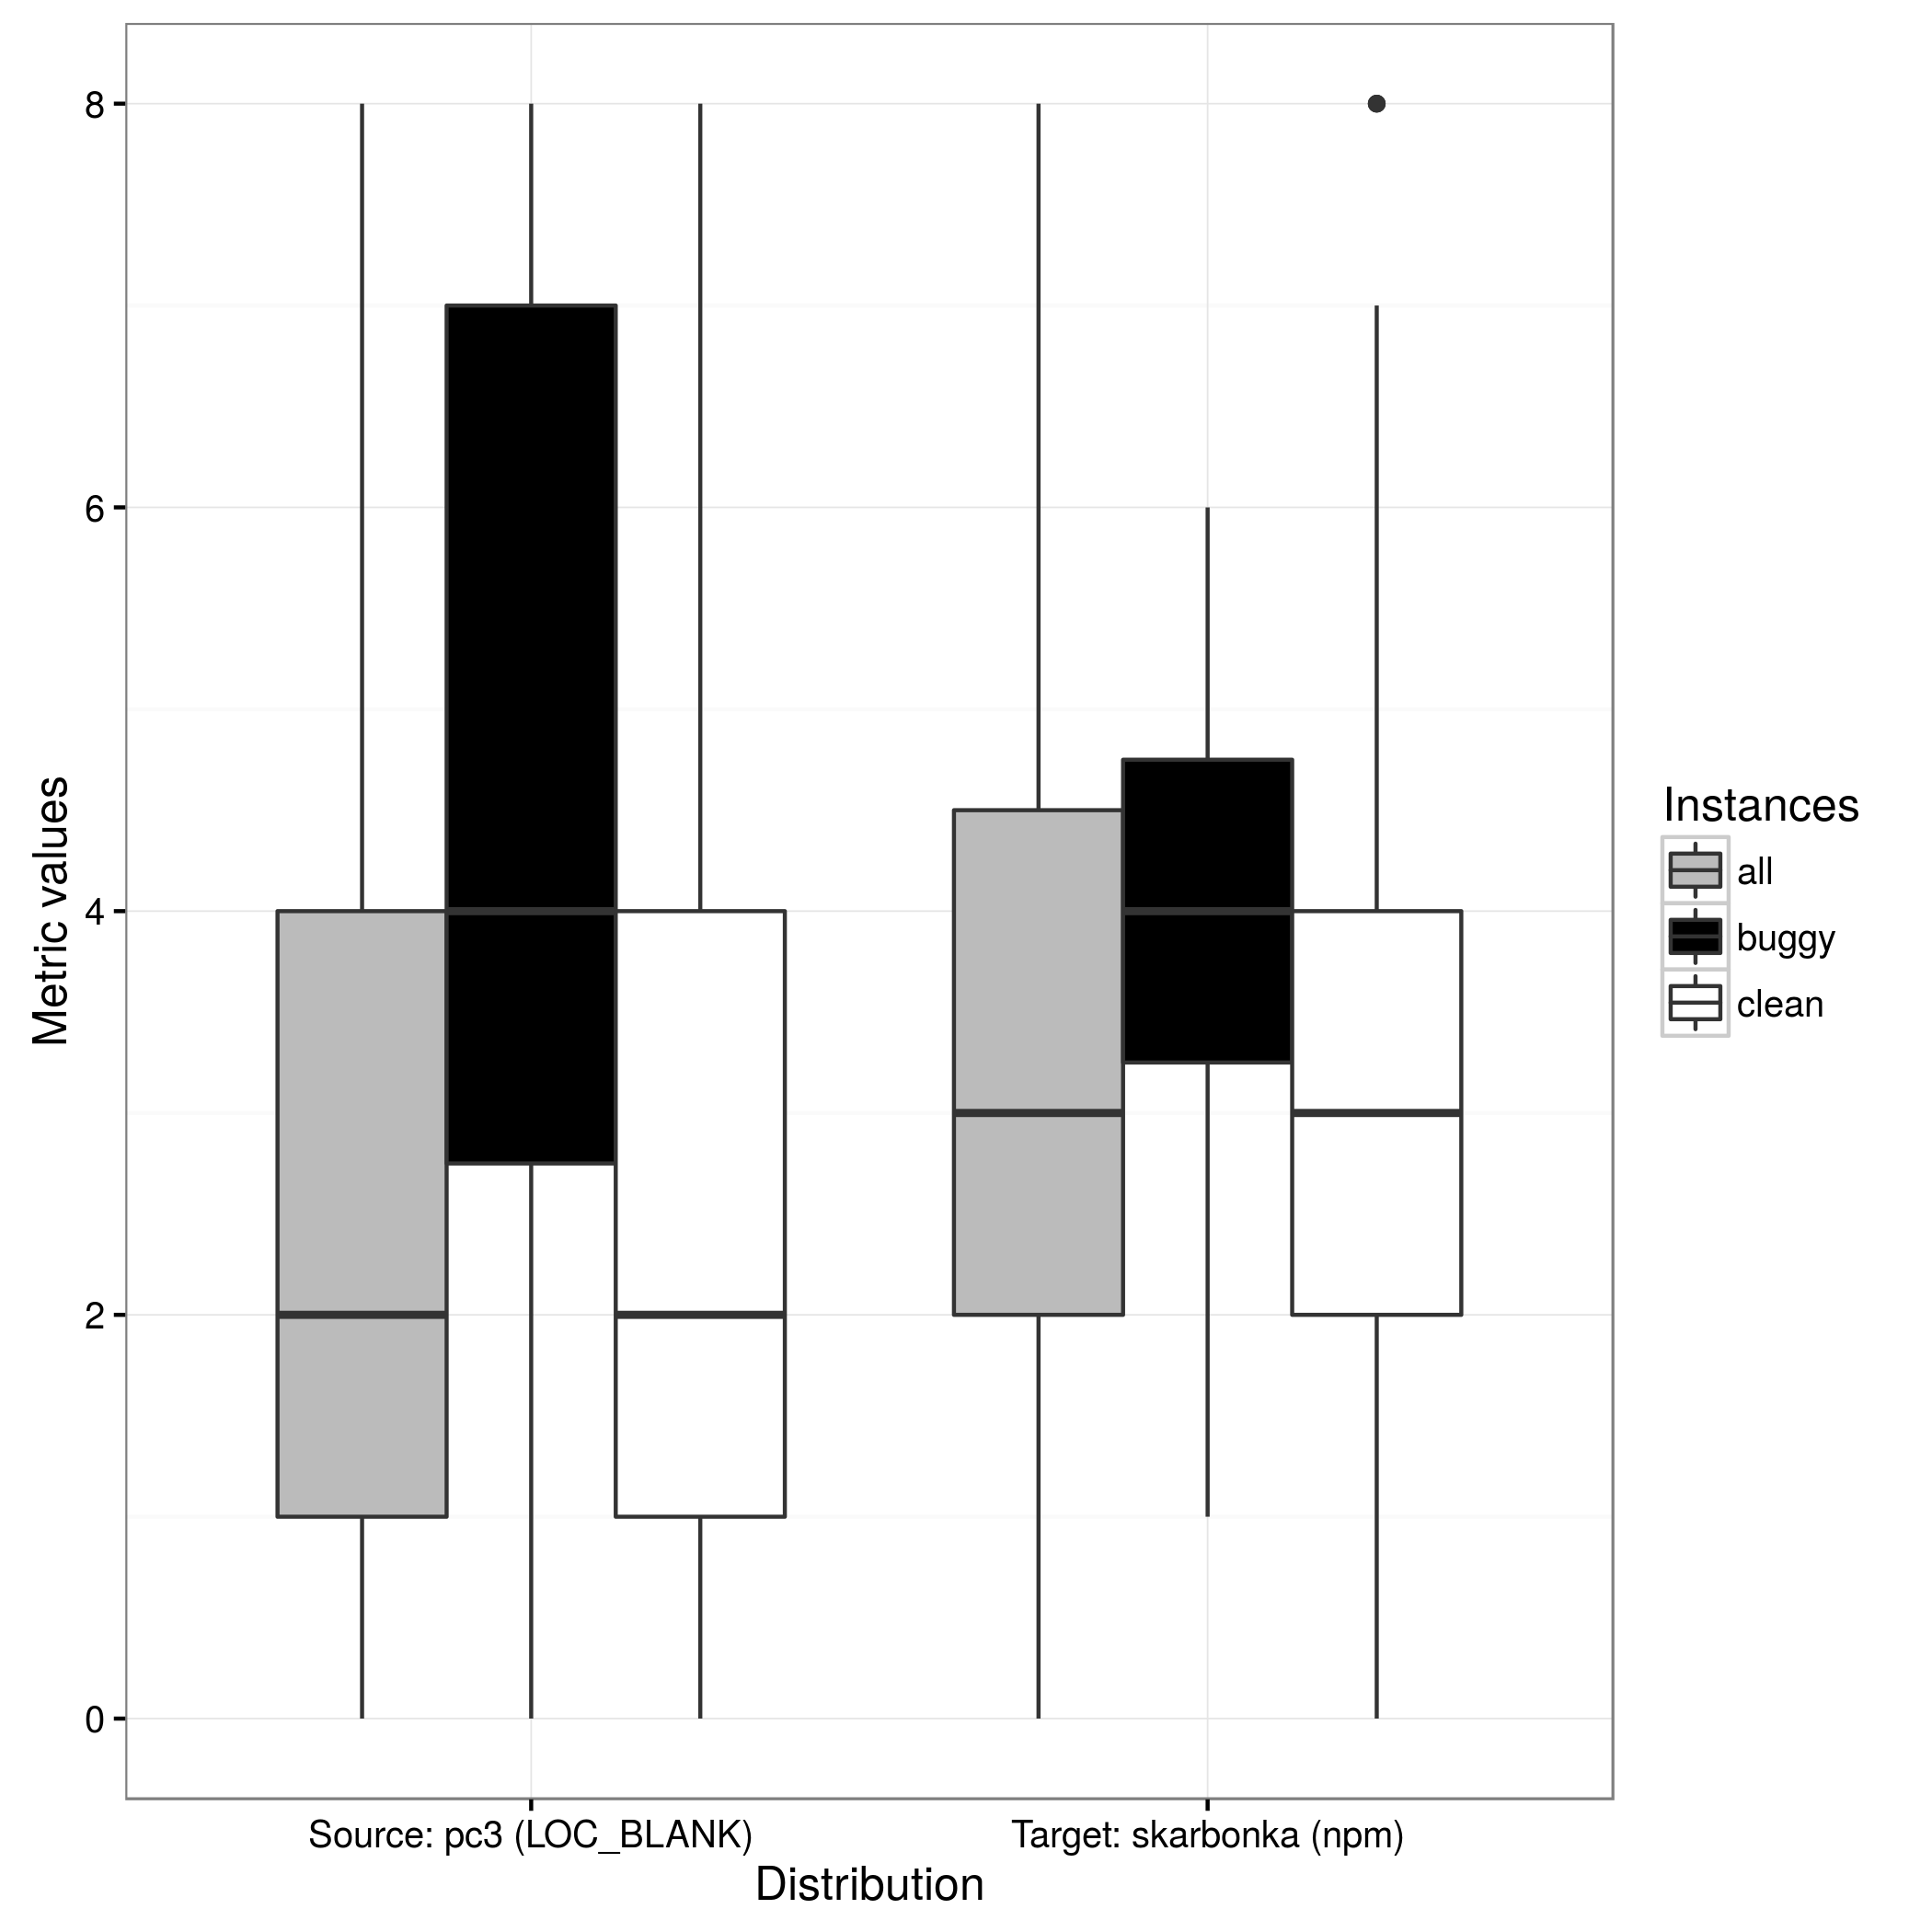 8
6
4
2
0
Metric values
Source: pc3 (LOC_BLANK)
Target: skarbonka (npm)
Distribution
Instances
all
buggy
clean